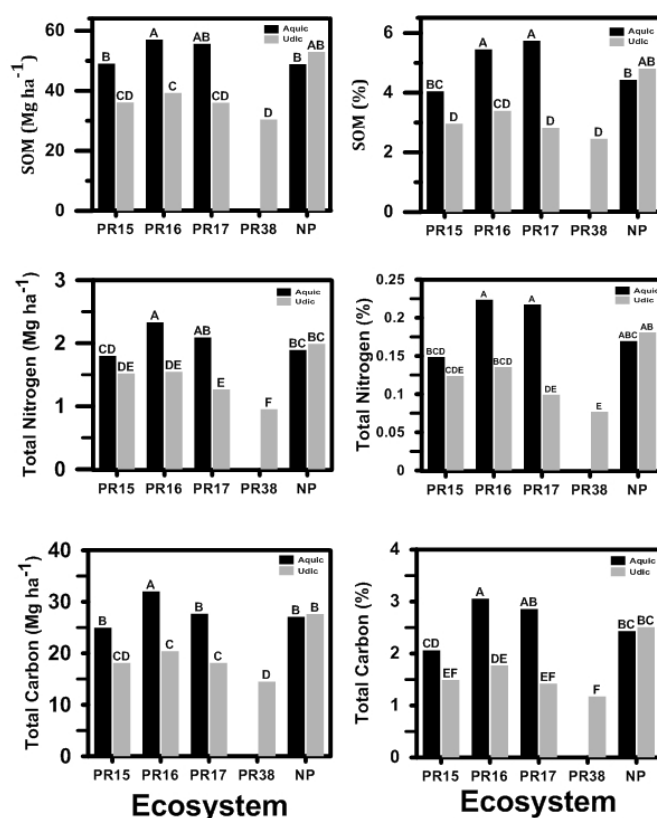 SOM (Mg ha-1)
60
40
20
0
Aquic
Udic
B
CD
A
C
AB
CD
D
B
AB
PR15 PR16 PR17 PR38 NP
SOM (%)
6
4
2
0
Aquic
Udic
BC
D
A
CD
A
D
D
B
AB
PR15 PR16 PR17 PR38 NP
Total Nitrogen (Mg ha-1)
3
2
1
0
Aquic
Udic
CD
DE
A
DE
AB
E
F
BC
BC
PR15 PR16 PR17 PR38 NP
Total Nitrogen (%)
0.25
0.2
0.15
0.1
0.05
0
Aquic
Udic
BCD
CDE
A
BCD
A
DE
E
ABC
AB
PR15 PR16 PR17 PR38 NP
Total Carbon (Mg ha-1)
40
30
20
10
0
Aquic
Udic
B
CD
A
C
B
C
D
B
B
PR15 PR16 PR17 PR38 NP
Ecosystem
Total Carbon (%)
4
3
2
1
0
Aquic
Udic
CD
EF
A
DE
AB
EF
F
BC
BC
PR15 PR16 PR17 PR38 NP
Ecosystem